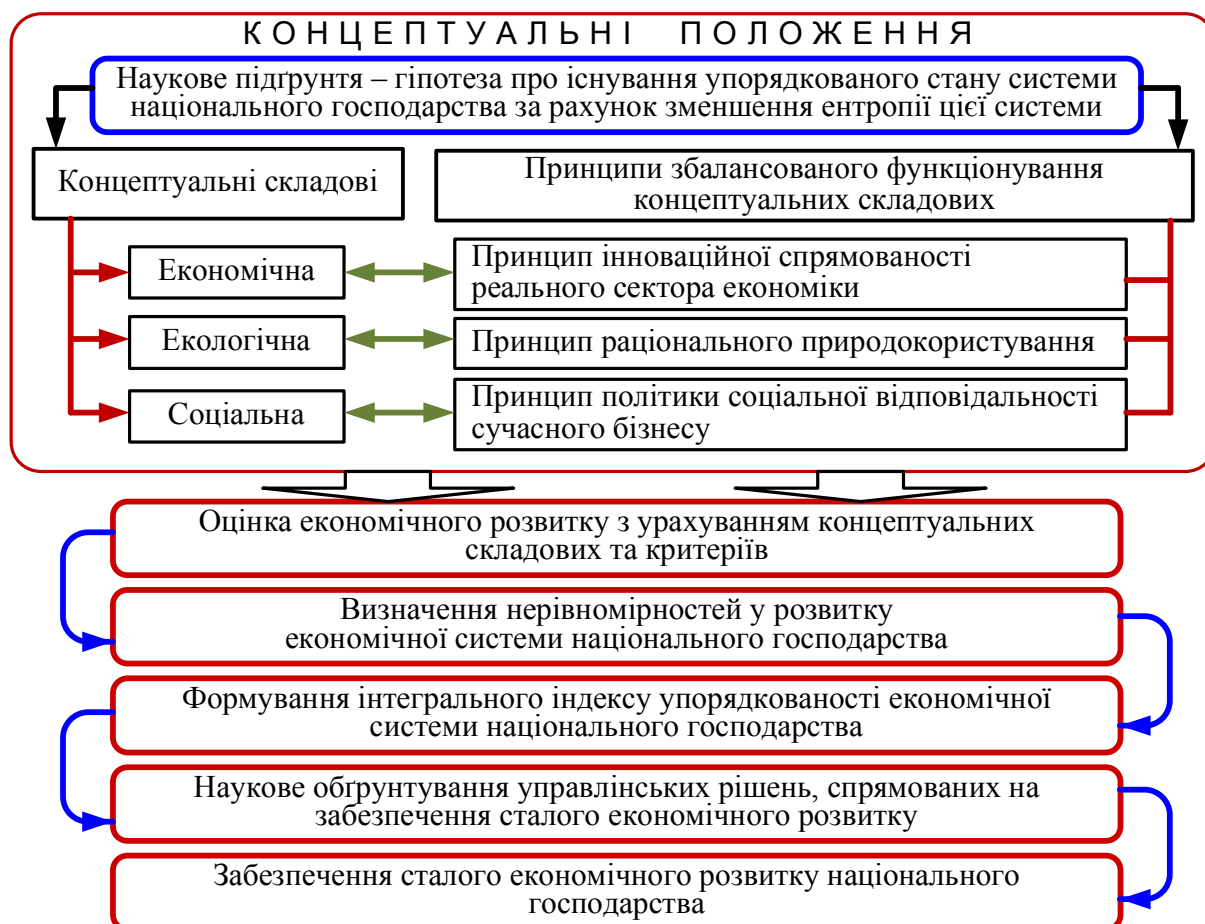 КОНЦЕПТУАЛЬНІ ПОЛОЖЕННЯ
Наукове підґрунтя – гіпотеза про існування упорядкованого стану системи
національного господарства за рахунок зменшення ентропії цієї системи
Концептуальні складові
Принципи збалансованого функціонування
концептуальних складових
Економічна
Принцип інноваційної спрямованості
реального сектора економіки
Екологічна
Принцип раціонального природокористування
Соціальна
Принцип політики соціальної відповідальності
сучасного бізнесу
Оцінка економічного розвитку з урахуванням концептуальних
складових та критеріїв
Визначення нерівномірностей у розвитку
економічної системи національного господарства
Формування інтегрального індексу упорядкованості економічної
системи національного господарства
Наукове обґрунтування управлінських рішень, спрямованих на
забезпечення сталого економічного розвитку
Забезпечення сталого економічного розвитку національного
господарства